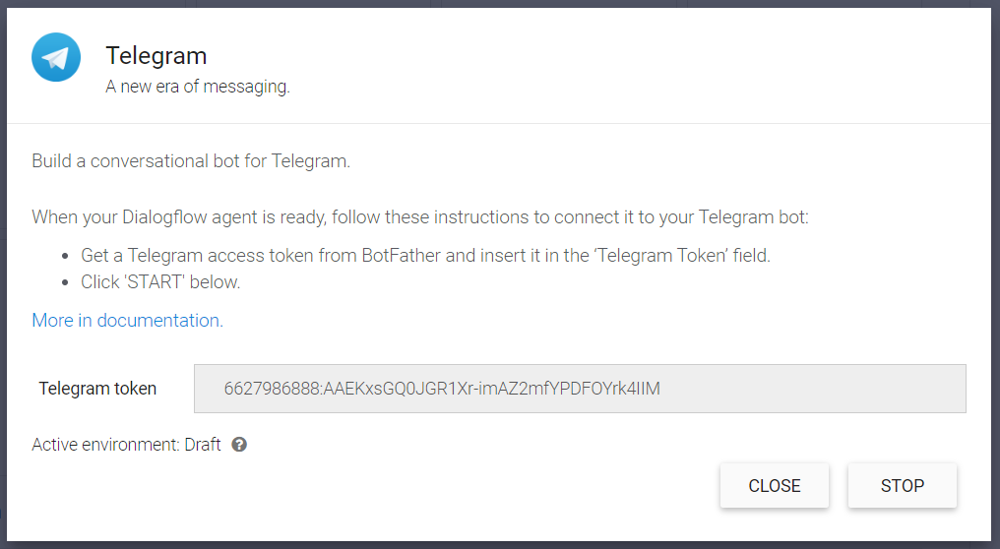 Telegram
A new era of messaging.
Build a conversational bot for Telegram.
When your Dialogflow agent is ready, follow these instructions to connect it to your Telegram bot:
• Get a Telegram access token from BotFather and insert it in the ‘Telegram Token’ field.
• Click 'START' below.
More in documentation.
Telegram token 6627986888:AAEKxsGQ0JGR1Xr-imAZ2mfYPDFOYrk4IIM
Active environment: Draft ?
CLOSE STOP